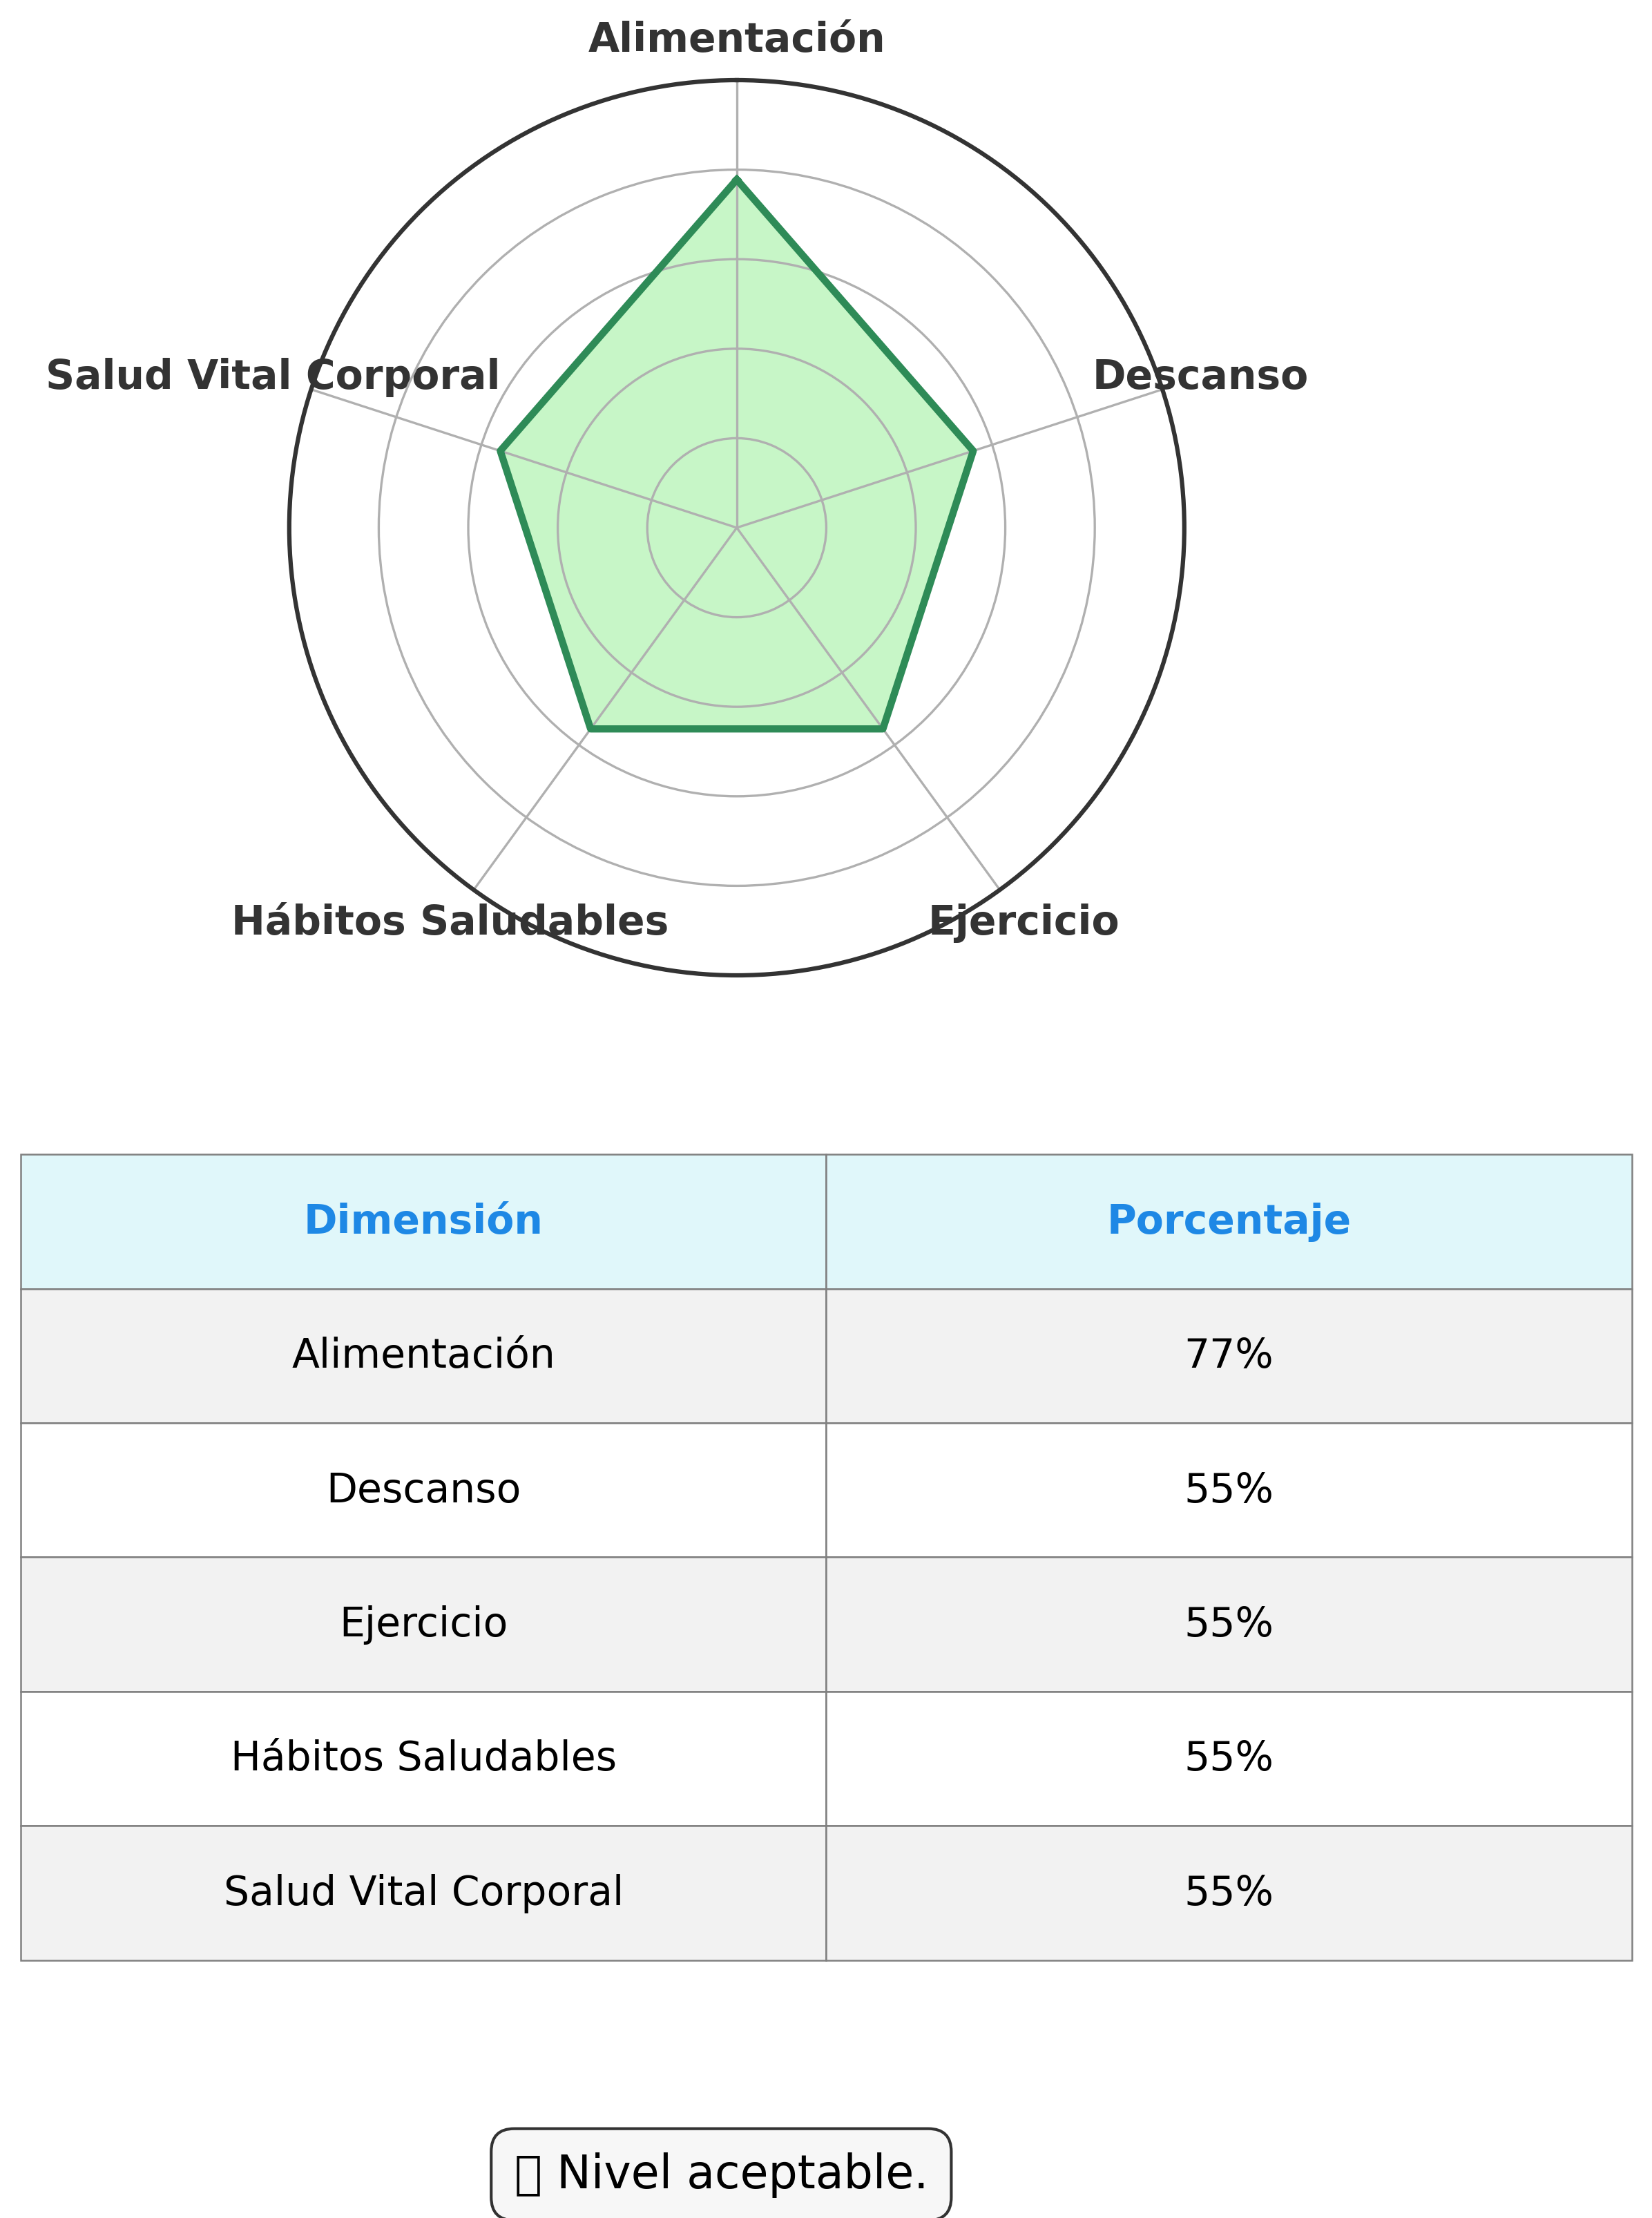 Alimentación
Salud Vital Corporal
Descanso
Hábitos Saludables
Ejercicio
Dimensión Porcentaje
Alimentación 77%
Descanso 55%
Ejercicio 55%
Hábitos Saludables 55%
Salud Vital Corporal 55%
Nivel aceptable.